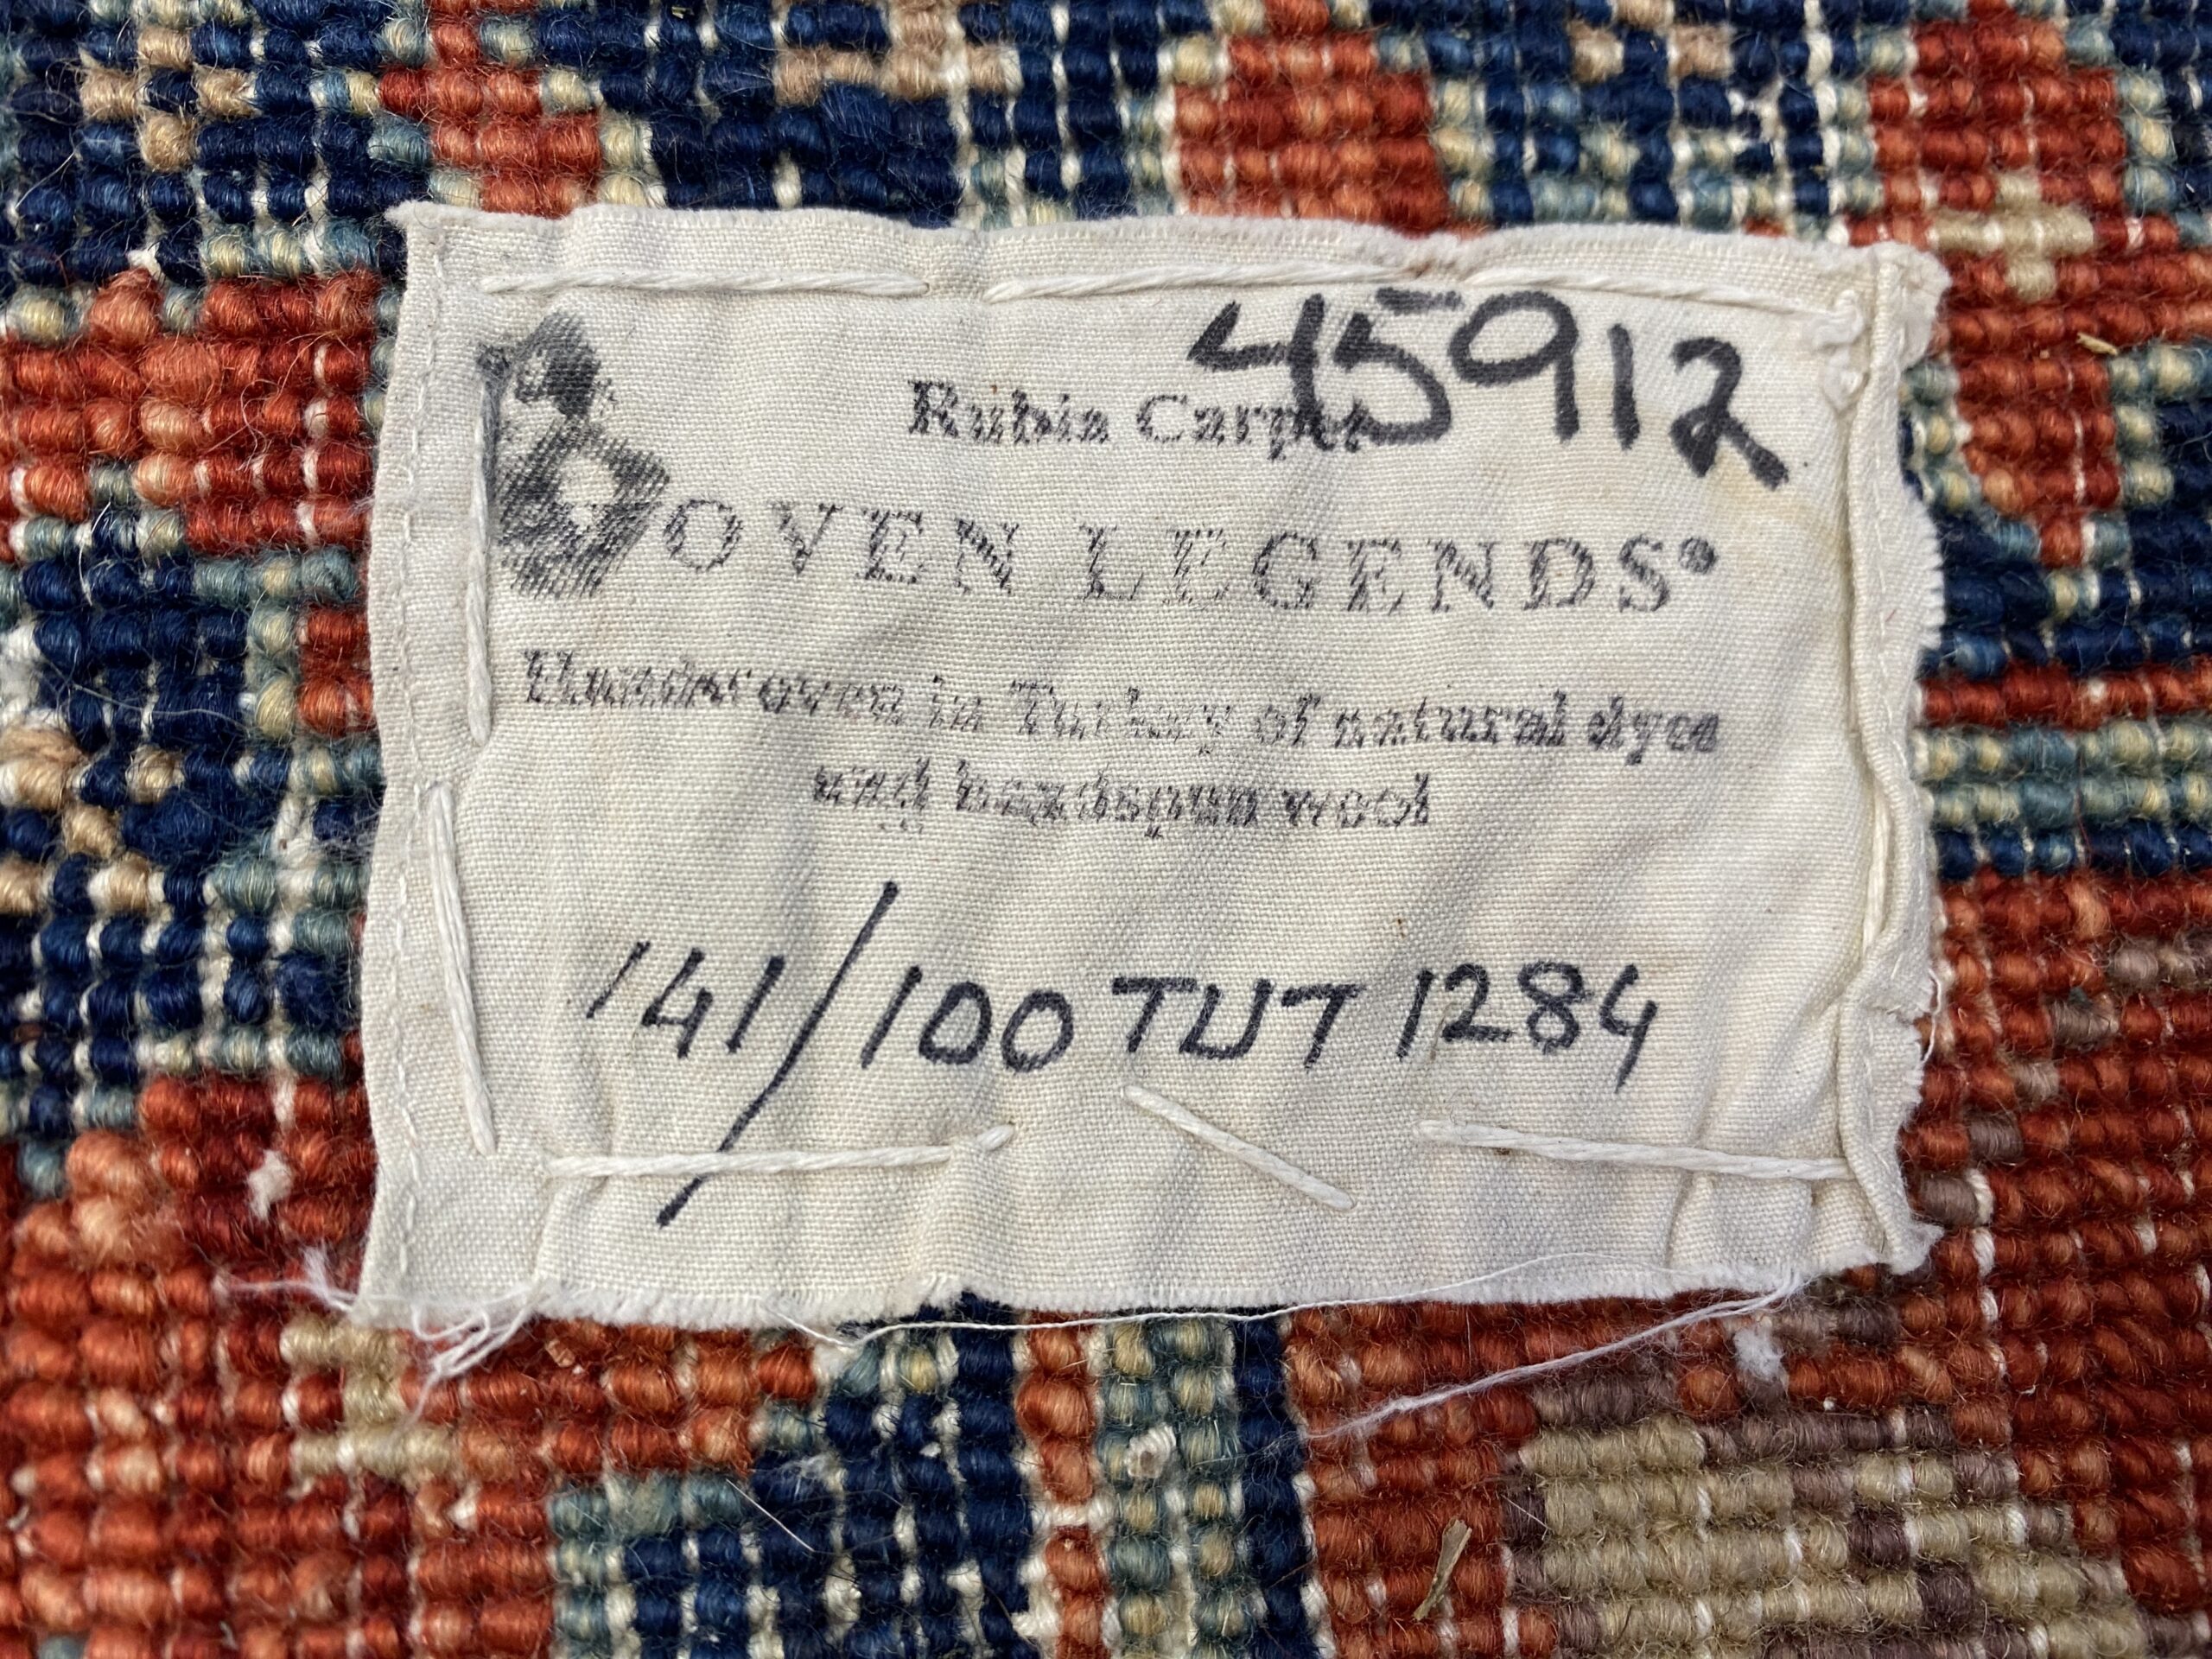 45912
Rubia Carpet
WOVEN LEGENDS®
Handwoven in Turkey of natural dyes
and handspun wool
141/100 TUT 1284